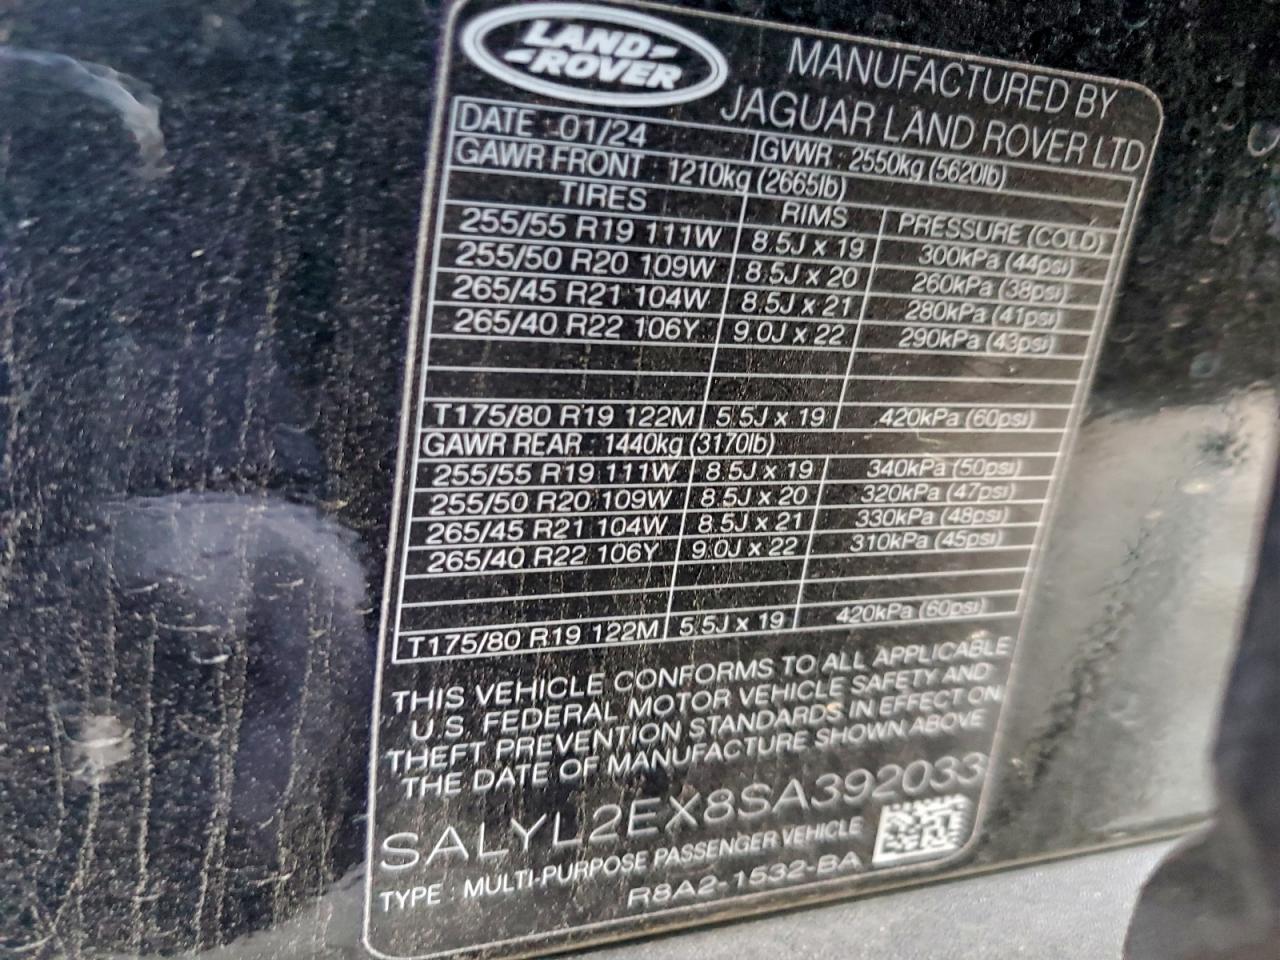 LAND-
-ROVER
MANUFACTURED BY
JAGUAR LAND ROVER LTD
DATE : 01/24 GVWR : 2550kg (5620lb)
GAWR FRONT : 1210kg (2665lb)
TIRES RIMS PRESSURE (COLD)
255/55 R19 111W 8.5J x 19 300kPa (44psi)
255/50 R20 109W 8.5J x 20 260kPa (38psi)
265/45 R21 104W 8.5J x 21 280kPa (41psi)
265/40 R22 106Y 9.0J x 22 290kPa (43psi)
T175/80 R19 122M 5.5J x 19 420kPa (60psi)
GAWR REAR : 1440kg (3170lb)
255/55 R19 111W 8.5J x 19 340kPa (50psi)
255/50 R20 109W 8.5J x 20 320kPa (47psi)
265/45 R21 104W 8.5J x 21 330kPa (48psi)
265/40 R22 106Y 9.0J x 22 310kPa (45psi)
T175/80 R19 122M 5.5J x 19 420kPa (60psi)
THIS VEHICLE CONFORMS TO ALL APPLICABLE
U.S. FEDERAL MOTOR VEHICLE SAFETY AND
THEFT PREVENTION STANDARDS IN EFFECT ON
THE DATE OF MANUFACTURE SHOWN ABOVE
SALYL2EX8SA392033
TYPE : MULTI-PURPOSE PASSENGER VEHICLE
R8A2-1532-BA